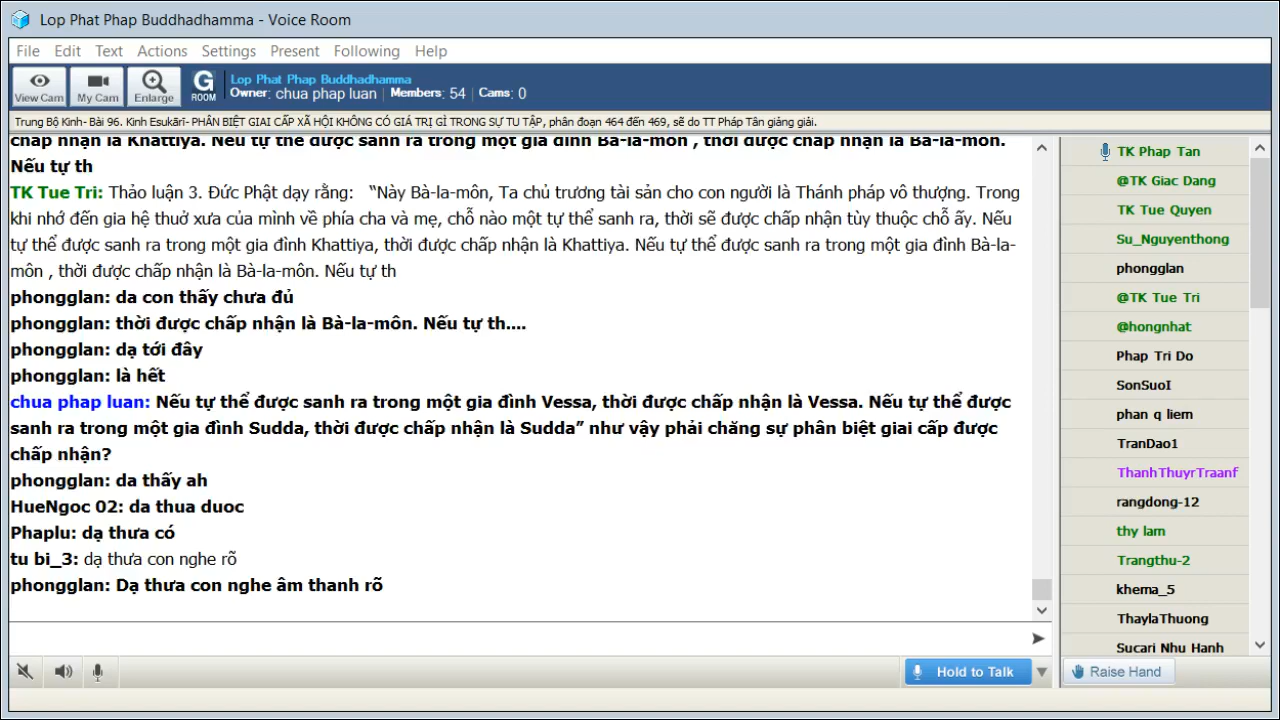 Lop Phat Phap Buddhadhamma - Voice Room
File Edit Text Actions Settings Present Following Help
View Cam My Cam Enlarge G ROOM
Lop Phat Phap Buddhadhamma
Owner: chua phap luan Members: 54 Cams: 0
Trung Bộ Kinh- Bài 96. Kinh Esukārī- PHÂN BIỆT GIAI CẤP XÃ HỘI KHÔNG CÓ GIÁ TRỊ GÌ TRONG SỰ TU TẬP, phân đoạn 464 đến 469, sẽ do TT Pháp Tân giảng giải.
chấp nhận là Khattiya. Nếu tự thể được sanh ra trong một gia đình Bà-la-môn , thời được chấp nhận là Bà-la-môn.
Nếu tự th
TK Tue Tri: Thảo luận 3. Đức Phật dạy rằng: “Này Bà-la-môn, Ta chủ trương tài sản cho con người là Thánh pháp vô thượng. Trong
khi nhớ đến gia hệ thuở xưa của mình về phía cha và mẹ, chỗ nào một tự thể sanh ra, thời sẽ được chấp nhận tùy thuộc chỗ ấy. Nếu
tự thể được sanh ra trong một gia đình Khattiya, thời được chấp nhận là Khattiya. Nếu tự thể được sanh ra trong một gia đình Bà-la-
môn , thời được chấp nhận là Bà-la-môn. Nếu tự th
phongglan: da con thấy chưa đủ
phongglan: thời được chấp nhận là Bà-la-môn. Nếu tự th....
phongglan: dạ tới đây
phongglan: là hết
chua phap luan: Nếu tự thể được sanh ra trong một gia đình Vessa, thời được chấp nhận là Vessa. Nếu tự thể được
sanh ra trong một gia đình Sudda, thời được chấp nhận là Sudda” như vậy phải chăng sự phân biệt giai cấp được
chấp nhận?
phongglan: da thấy ah
HueNgoc 02: da thua duoc
Phaplu: dạ thưa có
tu bi_3: dạ thưa con nghe rõ
phongglan: Dạ thưa con nghe âm thanh rõ
TK Phap Tan
@TK Giac Dang
TK Tue Quyen
Su_Nguyenthong
phongglan
@TK Tue Tri
@hongnhat
Phap Tri Do
SonSuoI
phan q liem
TranDao1
ThanhThuyrTraanf
rangdong-12
thy lam
Trangthu-2
khema_5
ThaylaThuong
Sucari Nhu Hanh
Hold to Talk
Raise Hand